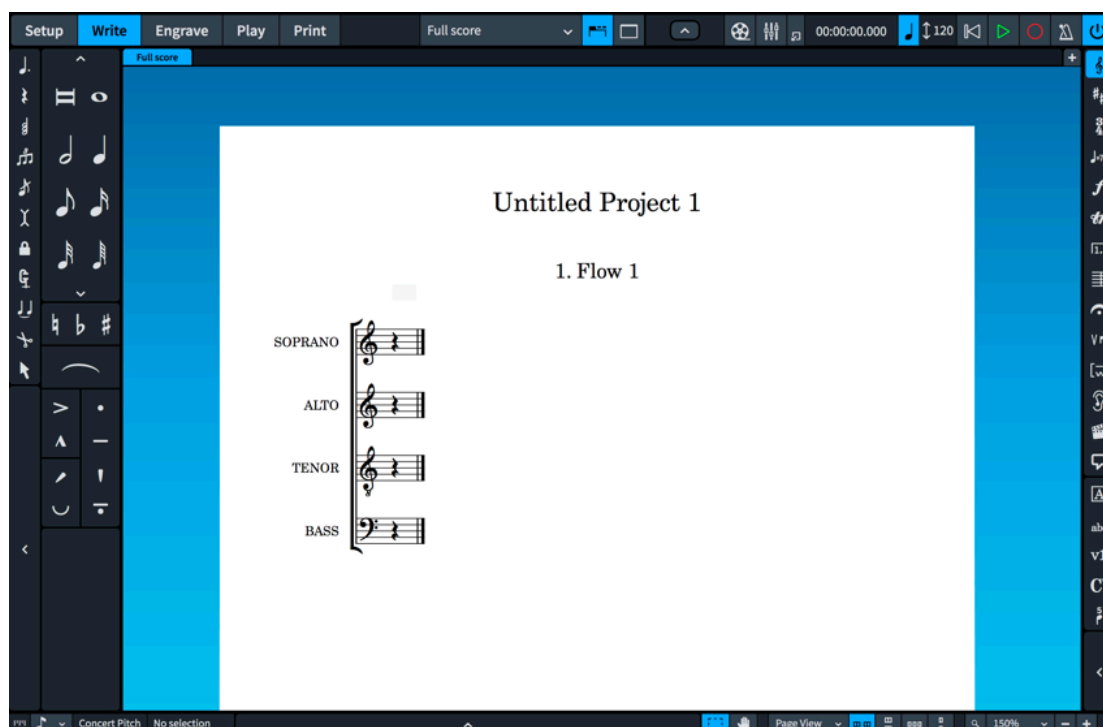 Setup Write Engrave Play Print Full score 00:00:00.000 120
Full score
Untitled Project 1
1. Flow 1
SOPRANO
ALTO
TENOR
BASS
Concert Pitch No selection Page View 150%